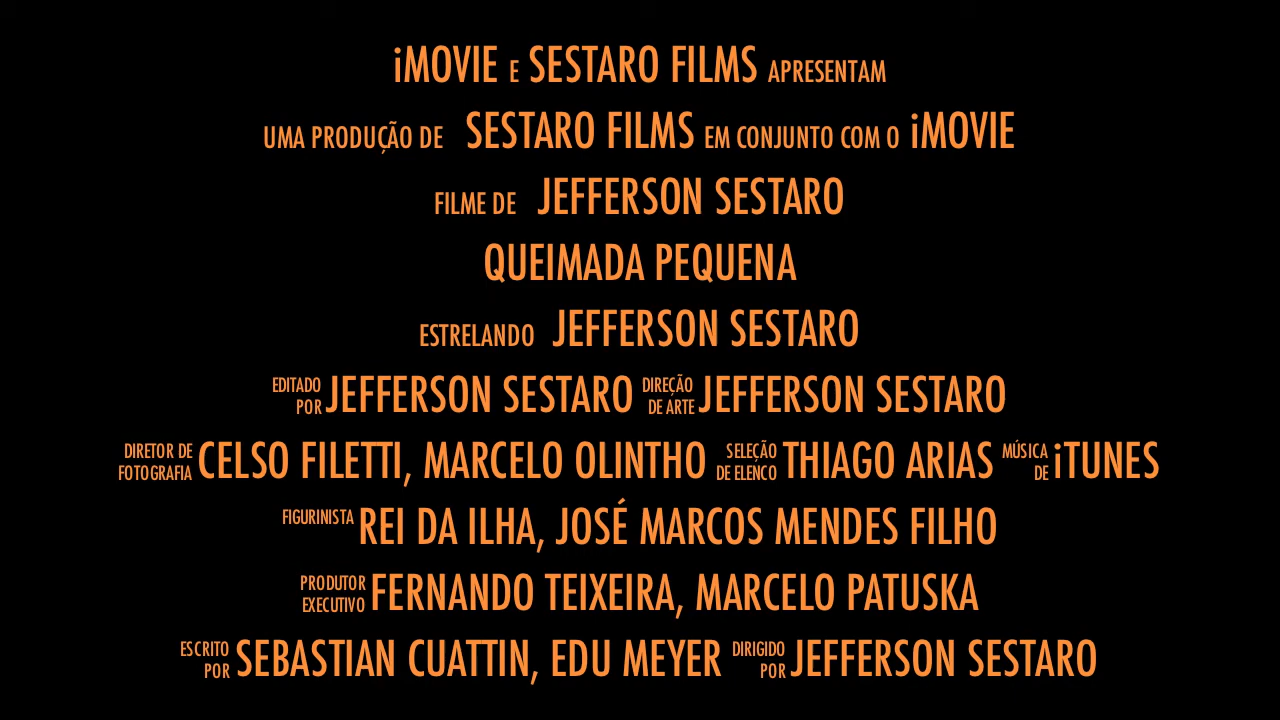 iMOVIE E SESTARO FILMS APRESENTAM
UMA PRODUÇÃO DE SESTARO FILMS EM CONJUNTO COM O iMOVIE
FILME DE JEFFERSON SESTARO
QUEIMADA PEQUENA
ESTRELANDO JEFFERSON SESTARO
EDITADO POR JEFFERSON SESTARO DIREÇÃO DE ARTE JEFFERSON SESTARO
DIRETOR DE FOTOGRAFIA CELSO FILETTI, MARCELO OLINTHO SELEÇÃO DE ELENCO THIAGO ARIAS MÚSICA DE iTUNES
FIGURINISTA REI DA ILHA, JOSÉ MARCOS MENDES FILHO
PRODUTOR EXECUTIVO FERNANDO TEIXEIRA, MARCELO PATUSKA
ESCRITO POR SEBASTIAN CUATTIN, EDU MEYER DIRIGIDO POR JEFFERSON SESTARO